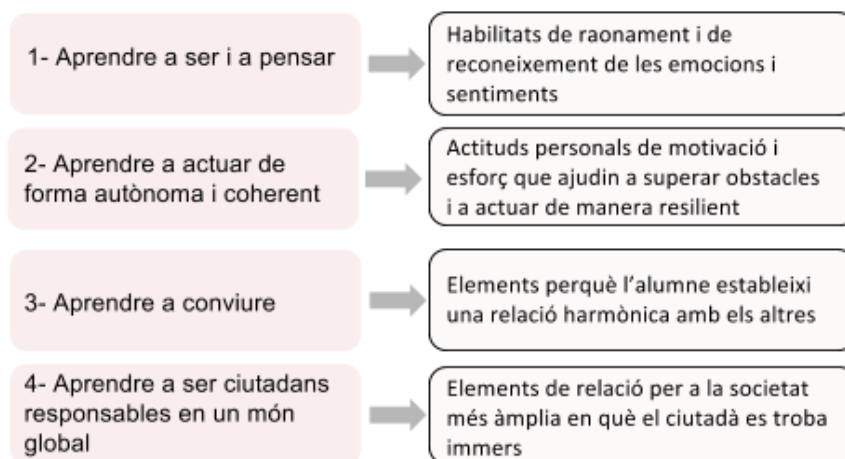 1- Aprendre a ser i a pensar
Habilitats de raonament i de
reconeixement de les emocions i
sentiments
2- Aprendre a actuar de
forma autònoma i coherent
Actituds personals de motivació i
esforç que ajudin a superar obstacles
i a actuar de manera resilient
3- Aprendre a conviure
Elements perquè l'alumne estableixi
una relació harmònica amb els altres
4- Aprendre a ser ciutadans
responsables en un món
global
Elements de relació per a la societat
més àmplia en què el ciutadà es troba
immers